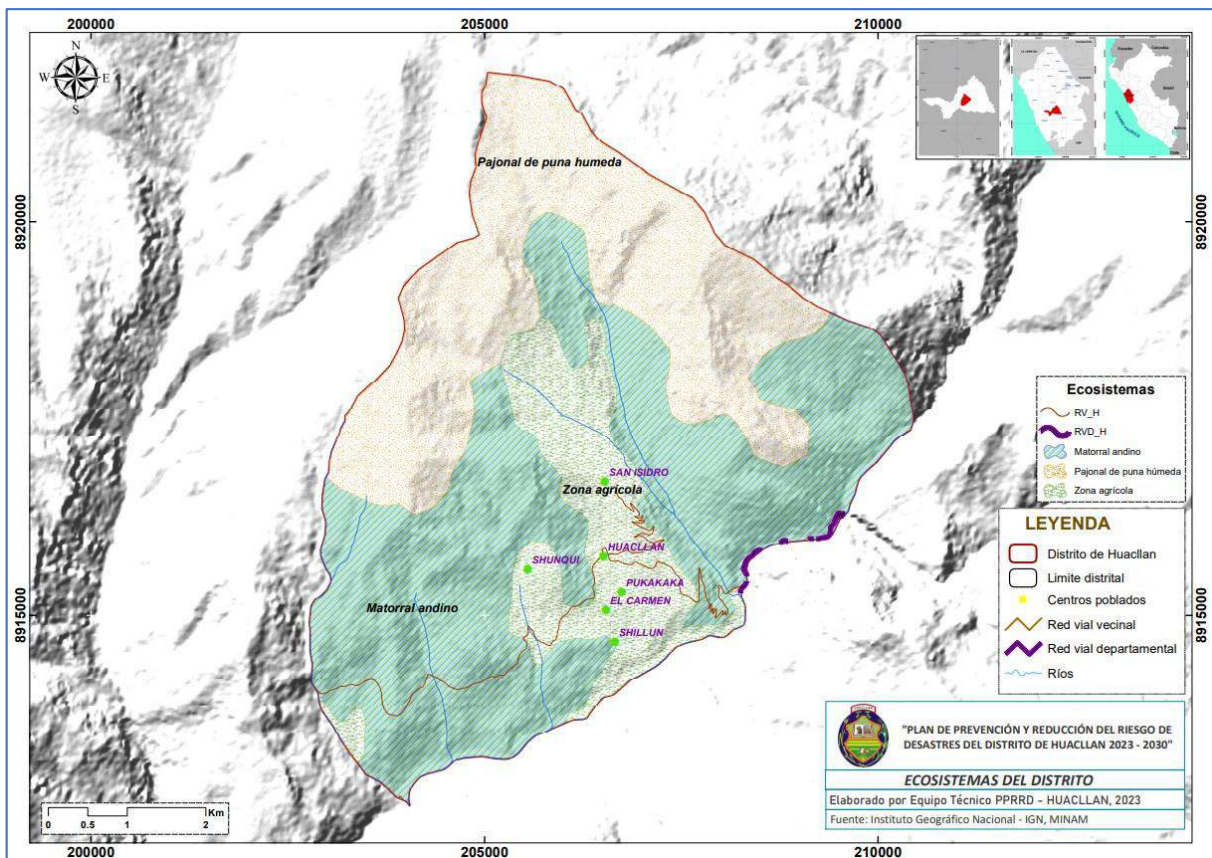 200000
205000
210000
N
W
E
S
8920000
8920000
8915000
8915000
Pajonal de puna humeda
SAN ISIDRO
Zona agrícola
HUACLLAN
SHUNQUI
PUKAKAKA
EL CARMEN
Matorral andino
SHILLUN
Ecosistemas
RV_H
RVD_H
Matorral andino
Pajonal de puna húmeda
Zona agrícola
LEYENDA
Distrito de Huacllan
Limite distrital
Centros poblados
Red vial vecinal
Red vial departamental
Ríos
"PLAN DE PREVENCIÓN Y REDUCCIÓN DEL RIESGO DE
DESASTRES DEL DISTRITO DE HUACLLAN 2023 - 2030"
ECOSISTEMAS DEL DISTRITO
Elaborado por Equipo Técnico PPRRD – HUACLLAN, 2023
Fuente: Instituto Geográfico Nacional - IGN, MINAM
Km
0 0.5 1 2
200000
205000
210000